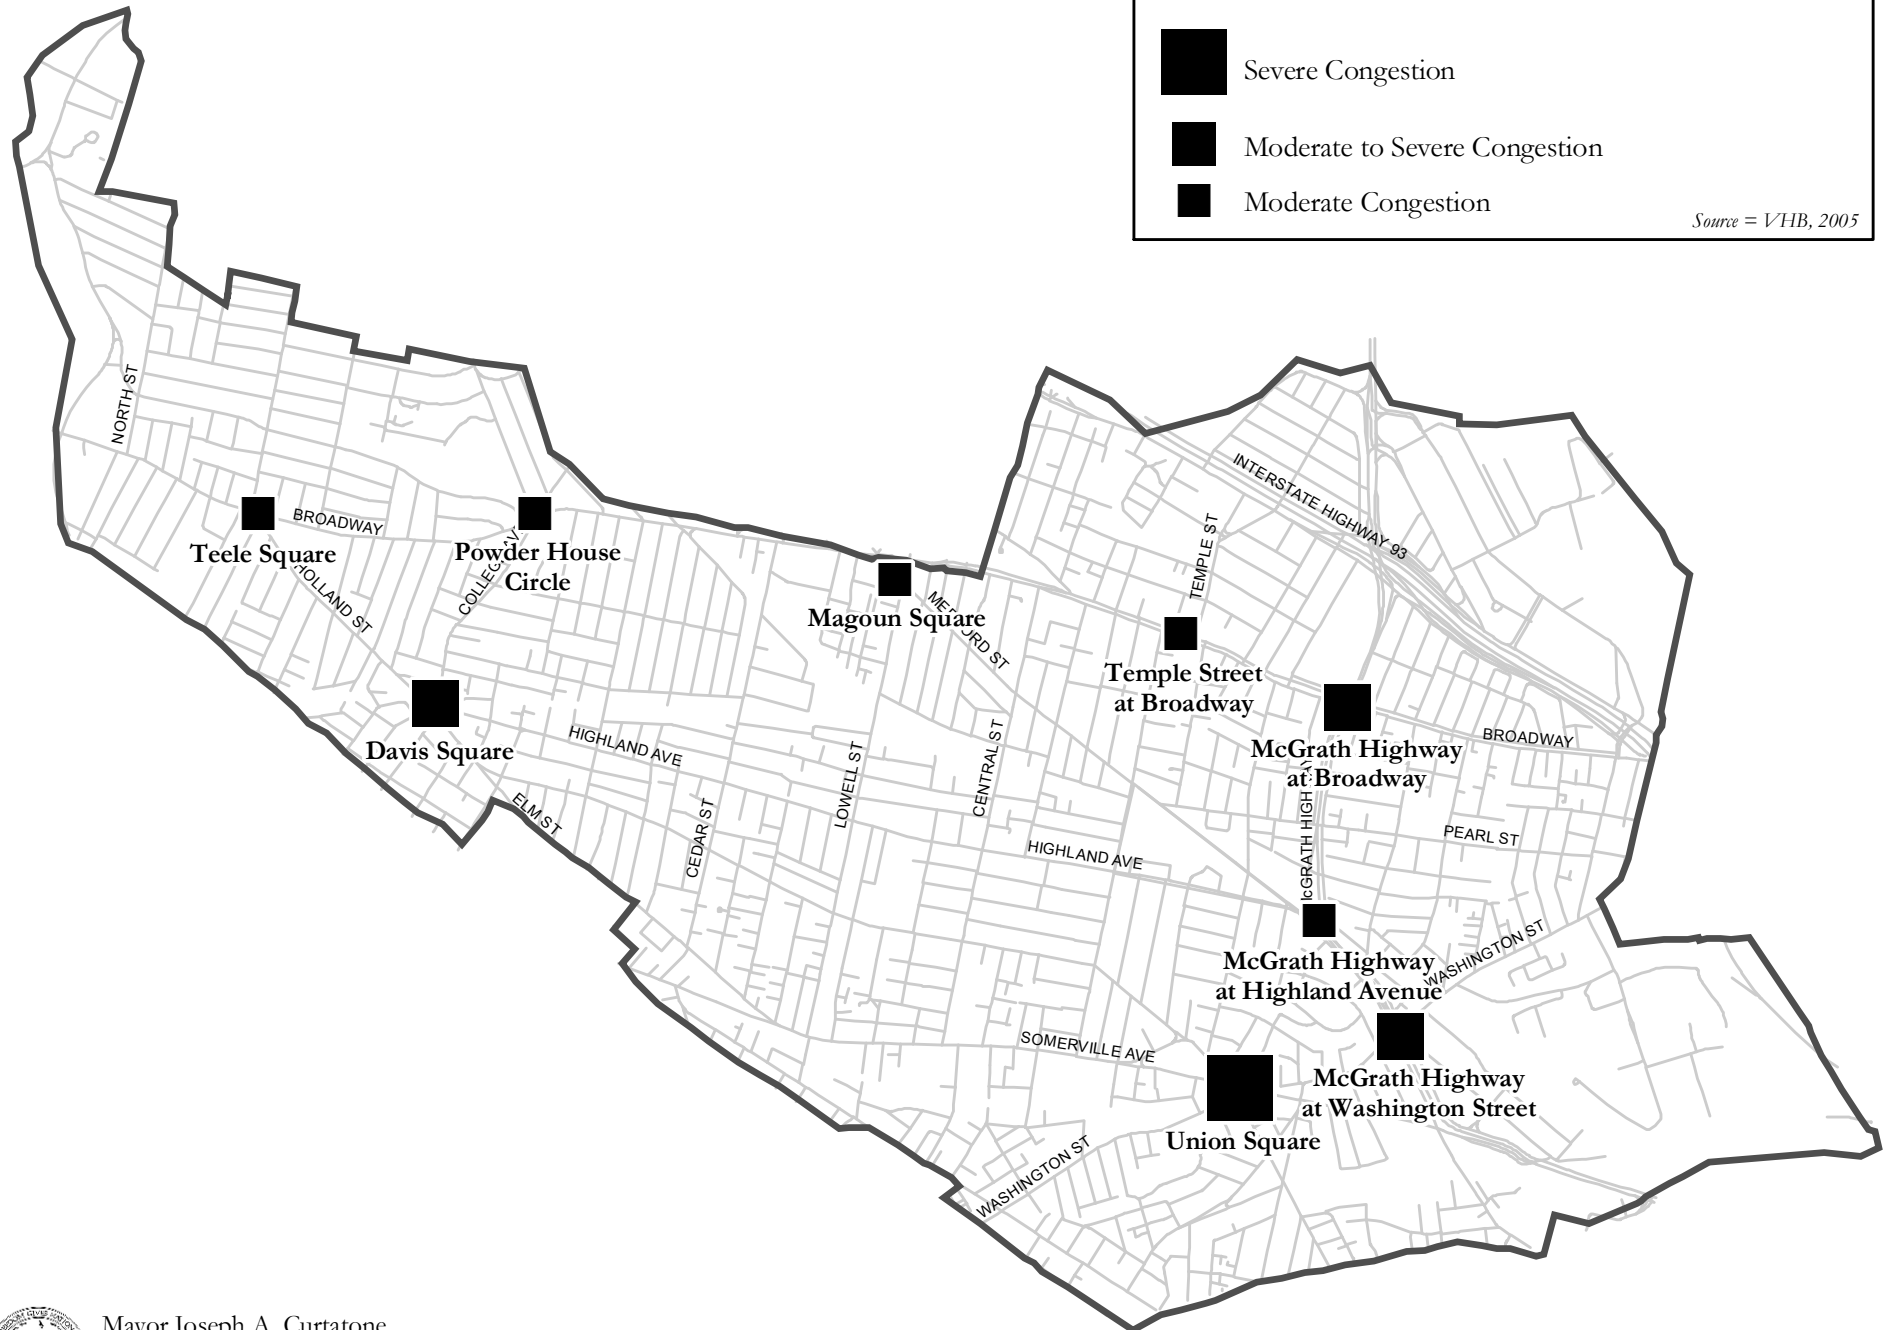 Severe Congestion
Moderate to Severe Congestion
Moderate Congestion
Source = VHB, 2005
NORTH ST
INTERSTATE HIGHWAY 93
BROADWAY
Teele Square
Powder House
Circle
COLLEGE AV
HOLLAND ST
TEMPLE ST
Magoun Square
MEDFORD ST
Temple Street
at Broadway
Davis Square
HIGHLAND AVE
McGrath Highway
at Broadway
BROADWAY
ELM ST
CEDAR ST
LOWELL ST
CENTRAL ST
McGRATH HIGHWAY
PEARL ST
HIGHLAND AVE
McGrath Highway
at Highland Avenue
WASHINGTON ST
SOMERVILLE AVE
McGrath Highway
at Washington Street
Union Square
WASHINGTON ST
Mayor Joseph A. Curtatone